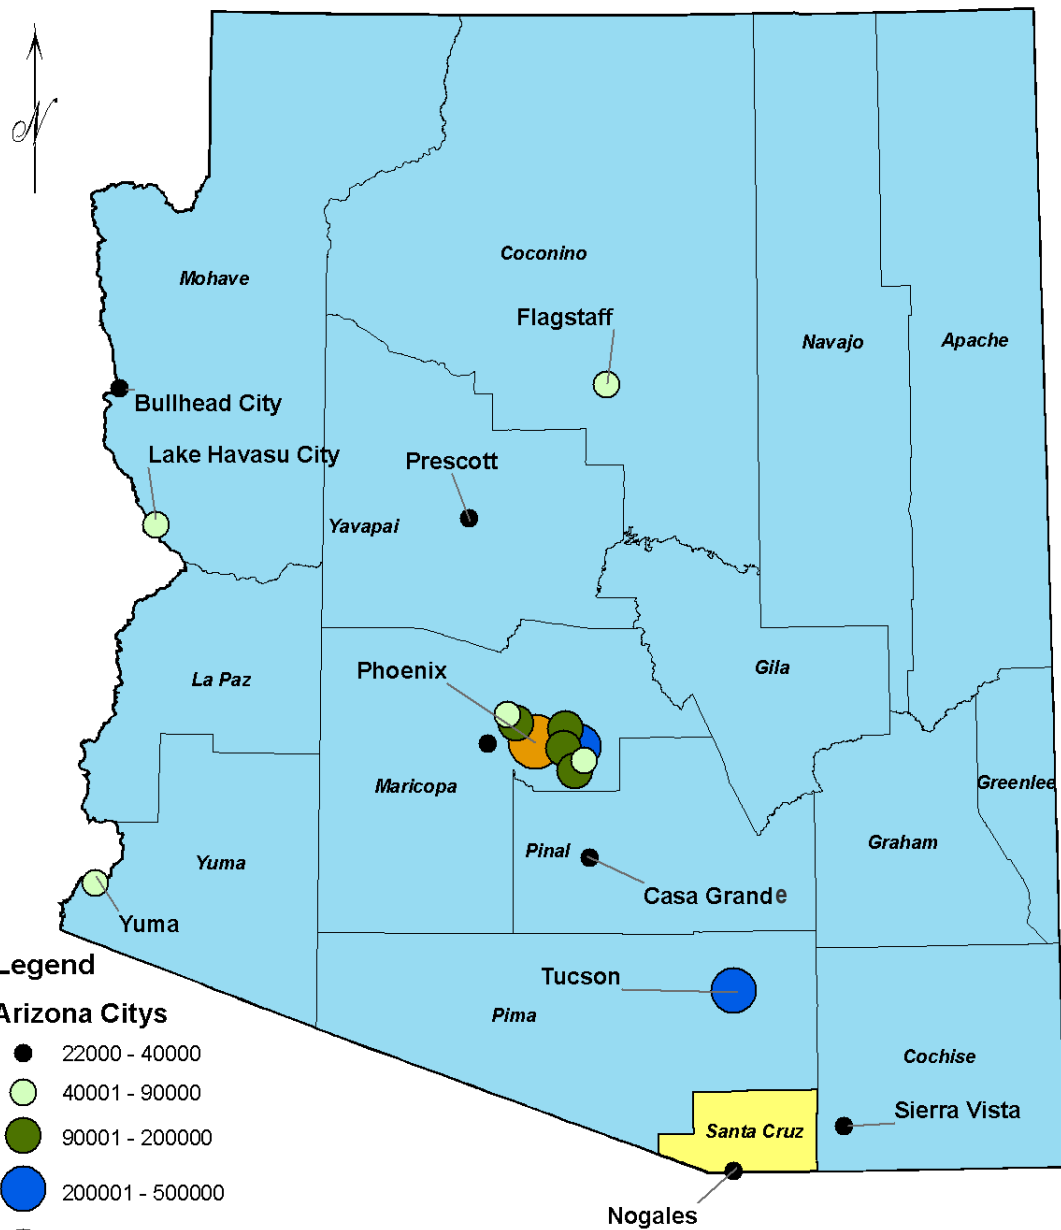 N
Coconino
Mohave
Flagstaff
Navajo
Apache
Bullhead City
Lake Havasu City
Prescott
Yavapai
Gila
Phoenix
La Paz
Maricopa
Greenlee
Graham
Pinal
Yuma
Casa Grande
Yuma
Legend
Tucson
Arizona Citys
Pima
22000 - 40000
Cochise
40001 - 90000
Sierra Vista
90001 - 200000
Santa Cruz
200001 - 500000
Nogales